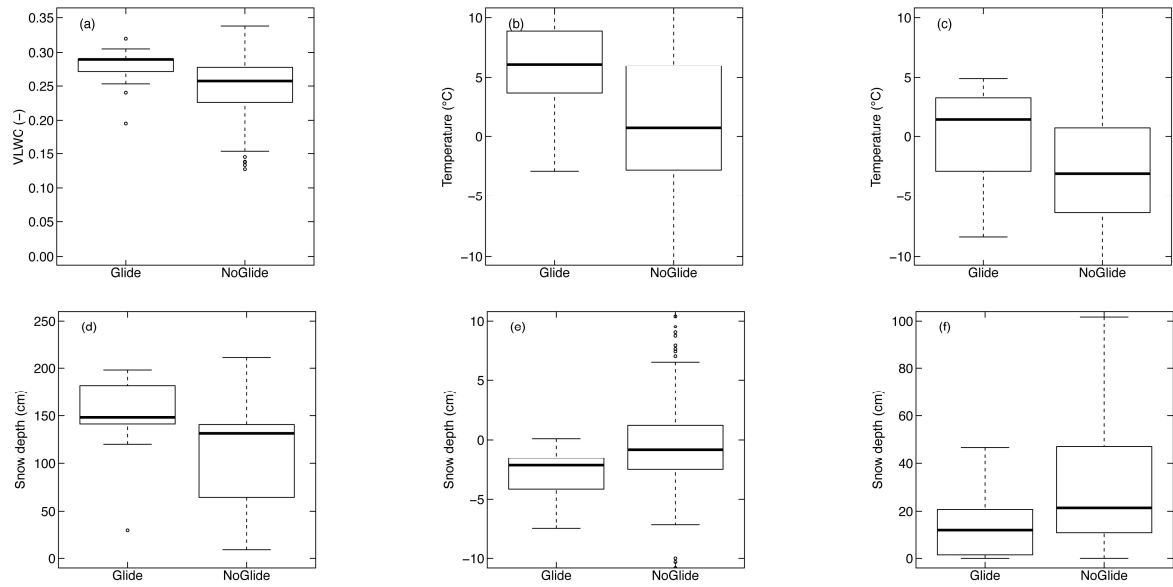 (a)
VLWC (−)
0.35
0.30
0.25
0.20
0.15
0.10
0.05
0.00
Glide NoGlide
(b)
Temperature (°C)
10
5
0
−5
−10
Glide NoGlide
(c)
Temperature (°C)
10
5
0
−5
−10
Glide NoGlide
(d)
Snow depth (cm)
250
200
150
100
50
0
Glide NoGlide
(e)
Snow depth (cm)
10
5
0
−5
−10
Glide NoGlide
(f)
Snow depth (cm)
100
80
60
40
20
0
Glide NoGlide